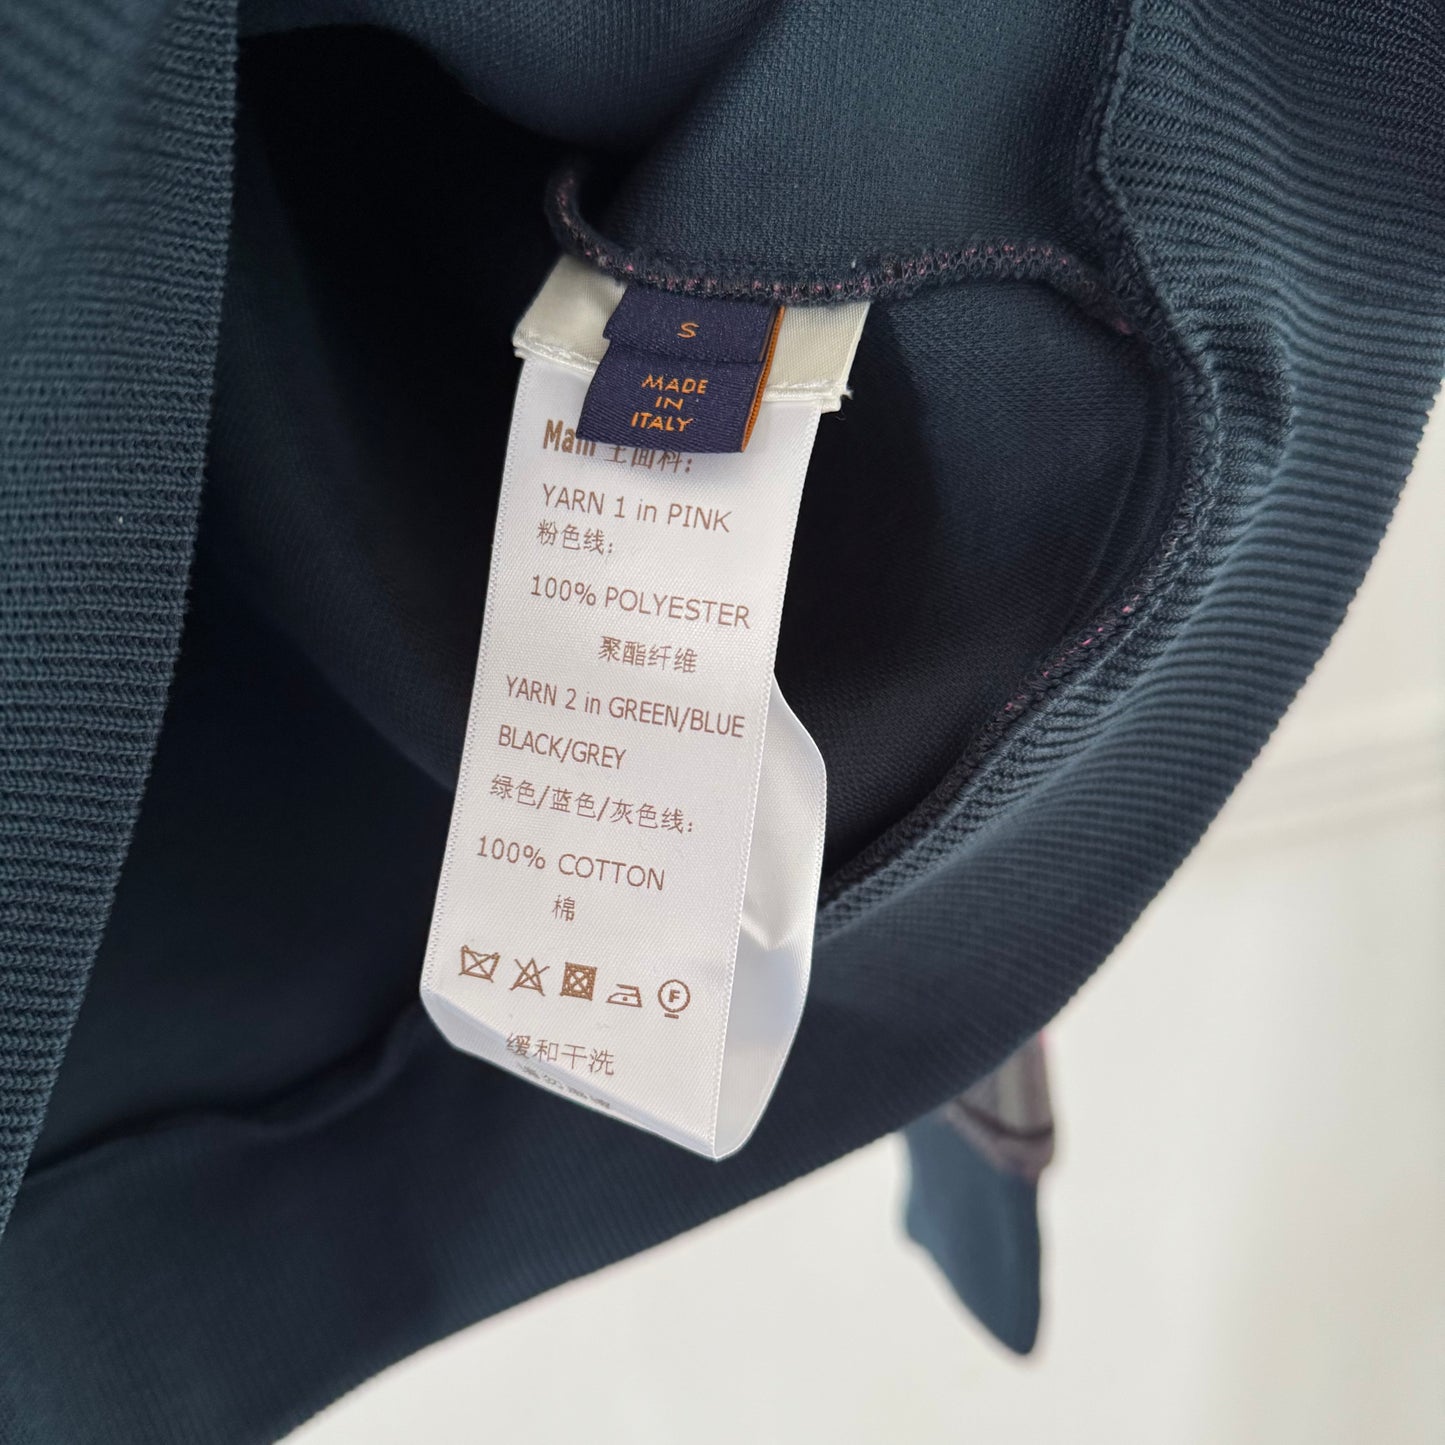 S
MADE
IN
ITALY
Main 主面料:
YARN 1 in PINK
粉色线:
100% POLYESTER
聚酯纤维
YARN 2 in GREEN/BLUE
BLACK/GREY
绿色/蓝色/灰色线:
100% COTTON
棉
F
缓和干洗